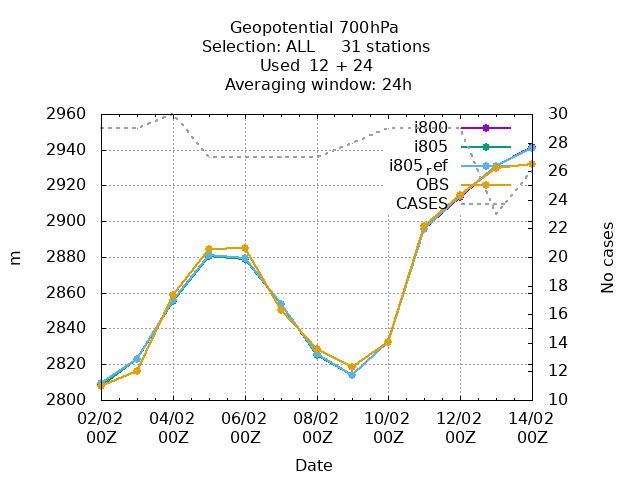 Geopotential 700hPa
Selection: ALL 31 stations
Used 12 + 24
Averaging window: 24h
2960
2940
2920
2900
2880
2860
2840
2820
2800
m
30
28
26
24
22
20
18
16
14
12
10
No cases
i800
i805
i805ref
OBS
CASES
02/02 04/02 06/02 08/02 10/02 12/02 14/02
00Z 00Z 00Z 00Z 00Z 00Z 00Z
Date